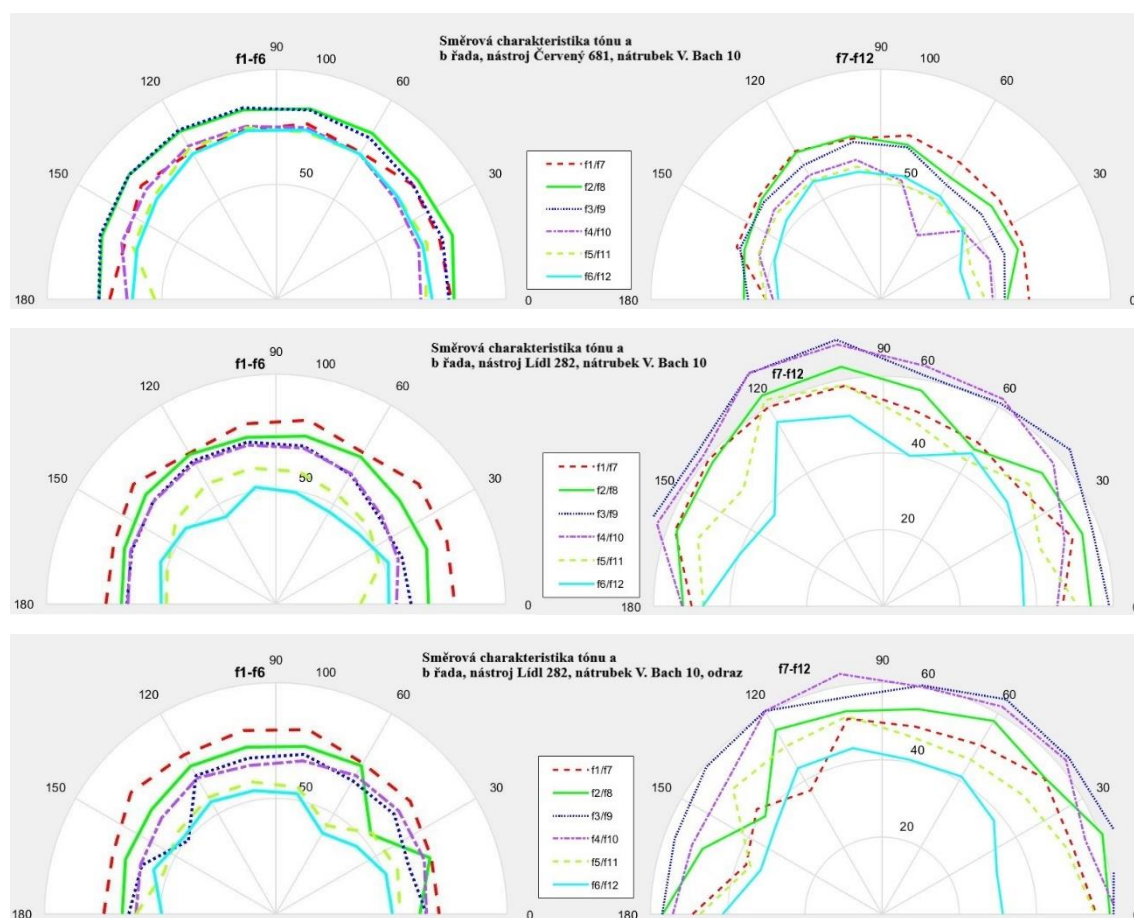 Směrová charakteristika tónu a
b řada, nástroj Červený 681, nátrubek V. Bach 10
f1-f6
90
100
120
60
150
30
50
180
0
f1/f7
f2/f8
f3/f9
f4/f10
f5/f11
f6/f12
f7-f12
90
100
120
60
150
30
50
180
0
Směrová charakteristika tónu a
b řada, nástroj Lídl 282, nátrubek V. Bach 10
f1-f6
90
100
120
60
150
30
50
180
0
f1/f7
f2/f8
f3/f9
f4/f10
f5/f11
f6/f12
f7-f12
90
60
120
60
150
30
40
20
180
0
Směrová charakteristika tónu a
b řada, nástroj Lídl 282, nátrubek V. Bach 10, odraz
f1-f6
90
100
120
60
150
30
50
180
0
f1/f7
f2/f8
f3/f9
f4/f10
f5/f11
f6/f12
f7-f12
90
60
120
60
150
30
40
20
180
0